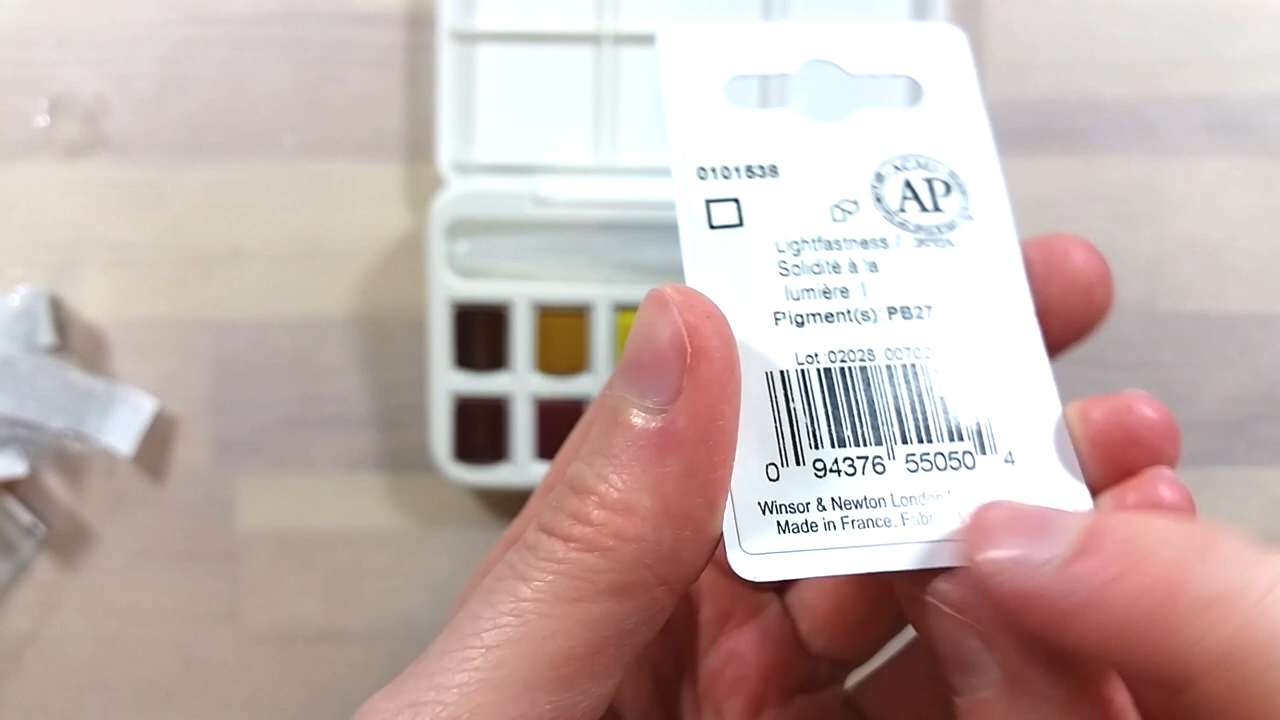 0101538
AP
Lightfastness /
Solidité à la
lumière : I
Pigment(s): PB27
Lot :02028
0 94376 55050 4
Winsor & Newton London
Made in France.